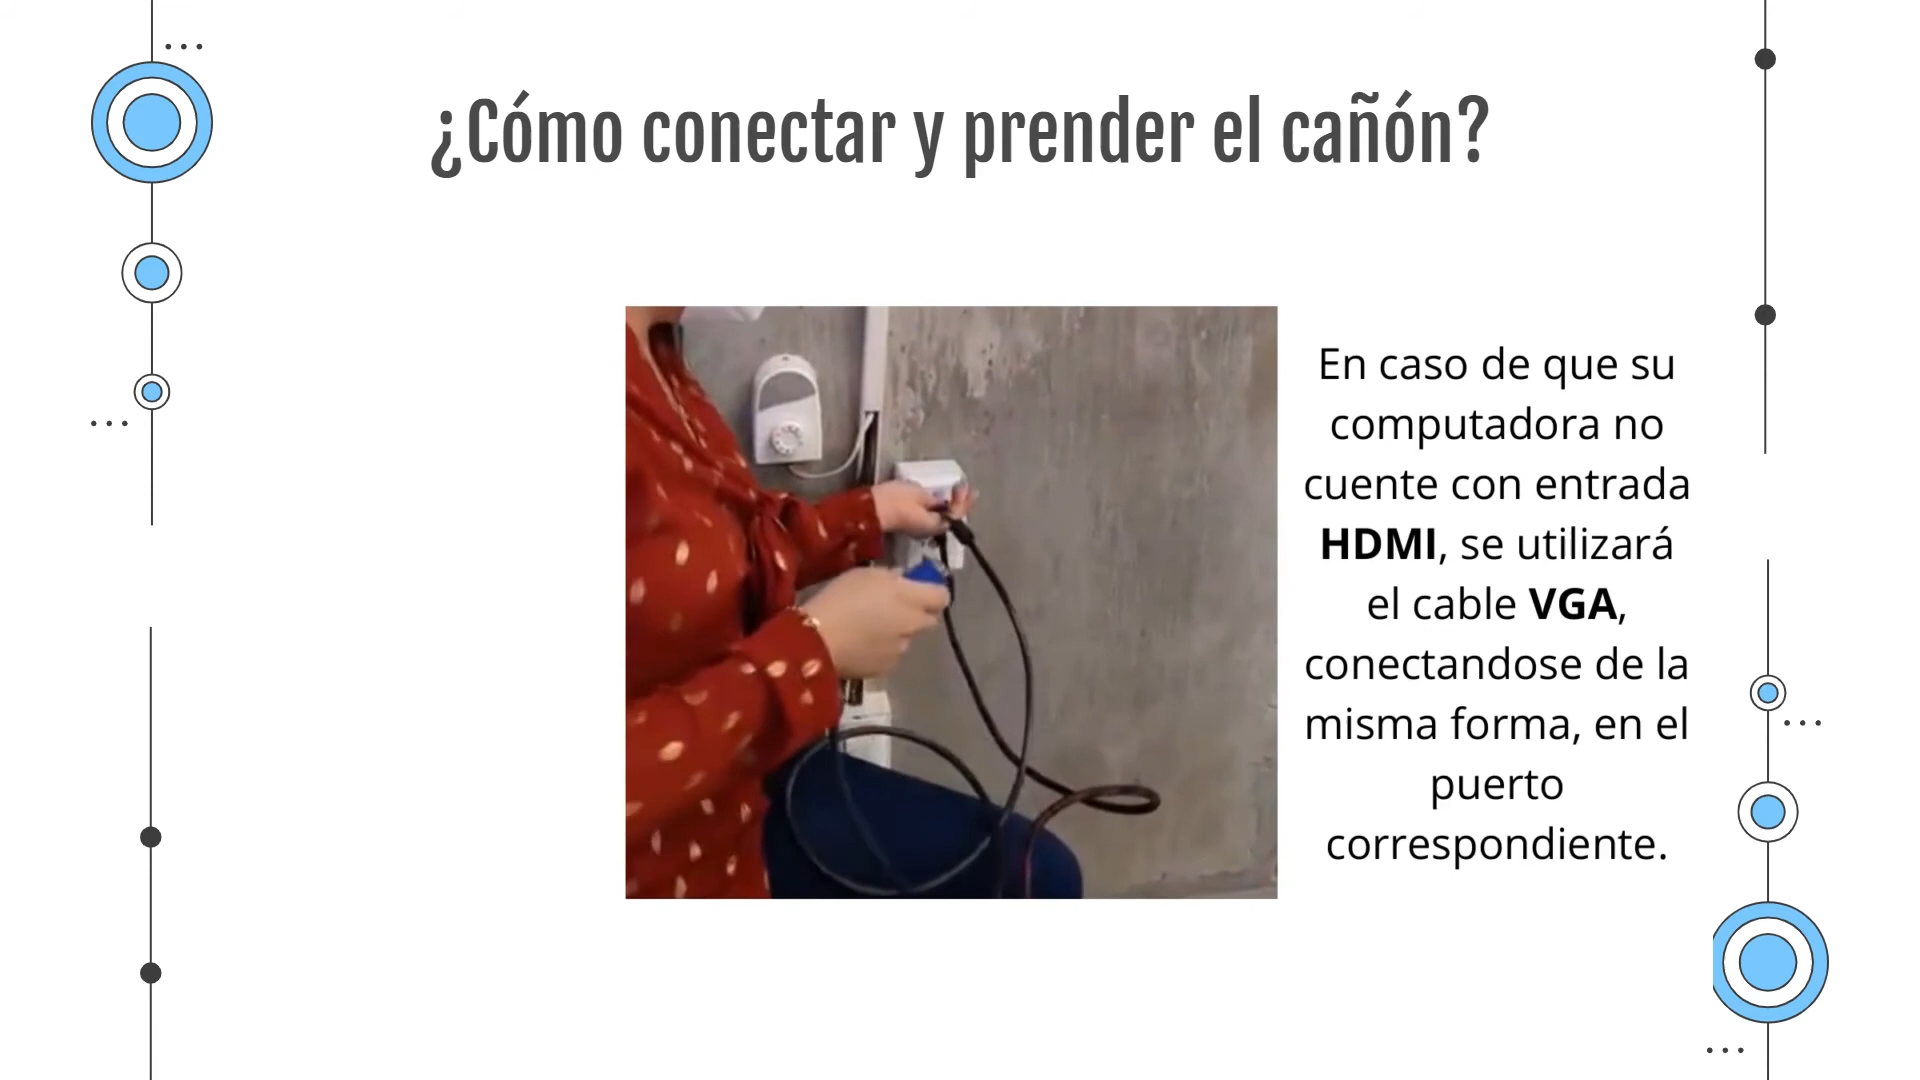 ¿Cómo conectar y prender el cañón?
En caso de que su
computadora no
cuente con entrada
HDMI, se utilizará
el cable VGA,
conectandose de la
misma forma, en el
puerto
correspondiente.